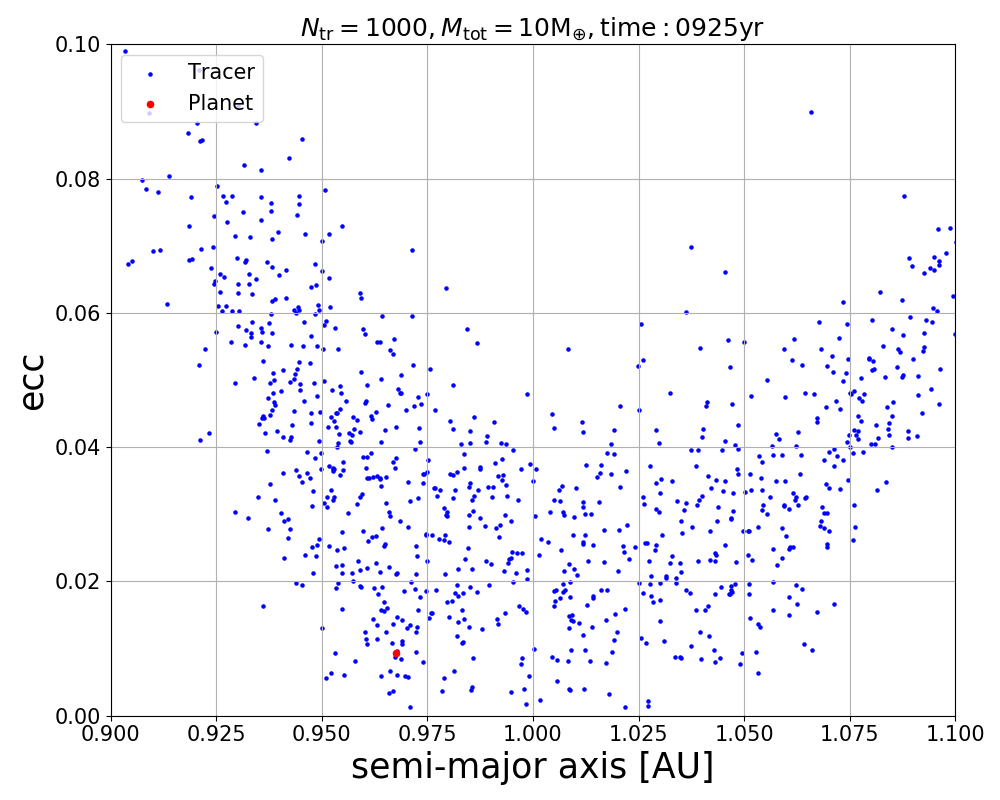 N_tr = 1000, M_tot = 10M_⊕, time : 0925yr
Tracer
Planet
ecc
0.10
0.08
0.06
0.04
0.02
0.00
0.900 0.925 0.950 0.975 1.000 1.025 1.050 1.075 1.100
semi-major axis [AU]